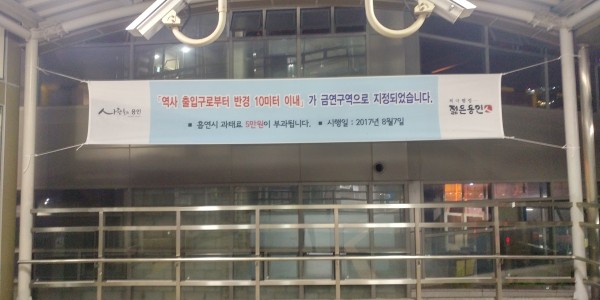 「역사 출입구로부터 반경 10미터 이내」가 금연구역으로 지정되었습니다.
■ 흡연시 과태료 5만원이 부과됩니다. ■ 시행일 : 2017년 8월7일
용인
젊은용인